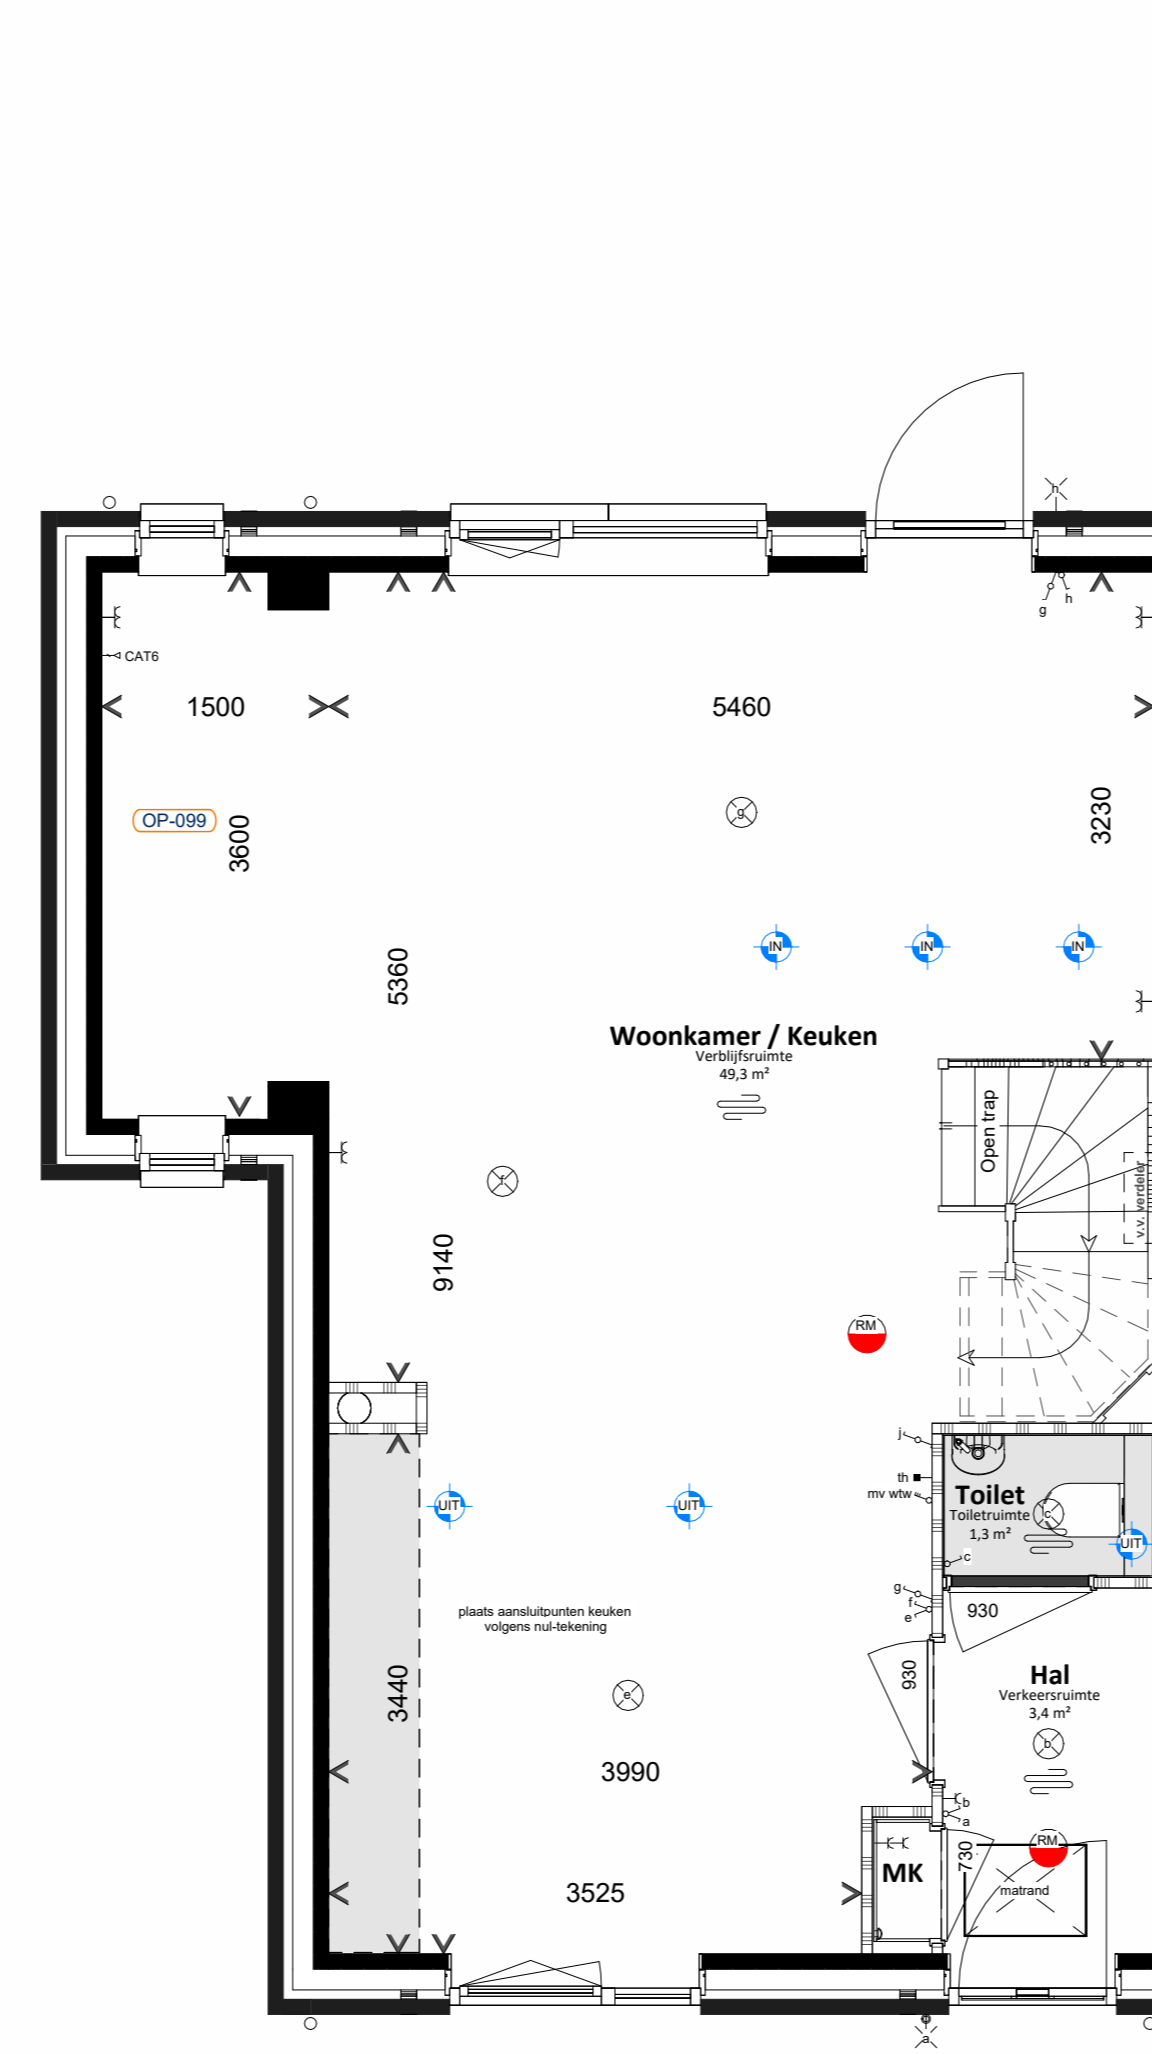 h
g
h
CAT6
1500
5460
OP-099
3600
g
3230
IN
IN
IN
5360
Woonkamer / Keuken
Verblijfsruimte
49,3 m²
Open trap
v.v. verdeler
f
9140
RM
j
th
mv wtw
Toilet
Toiletruimte
1,3 m²
c
UIT
UIT
UIT
c
g
f
e
930
plaats aansluitpunten keuken
volgens nul-tekening
930
3440
e
Hal
Verkeersruimte
3,4 m²
b
3990
b
a
730
RM
MK
matrand
3525
a